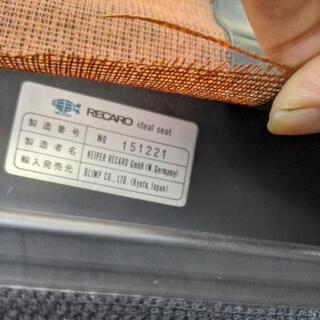 RECARO ideal seat
製造番号 No 151221
製造者名 KEIPER RECARO GmbH (W Germany)
輸入発売元 BLIMP CO., LTD. (Kyoto, Japan)